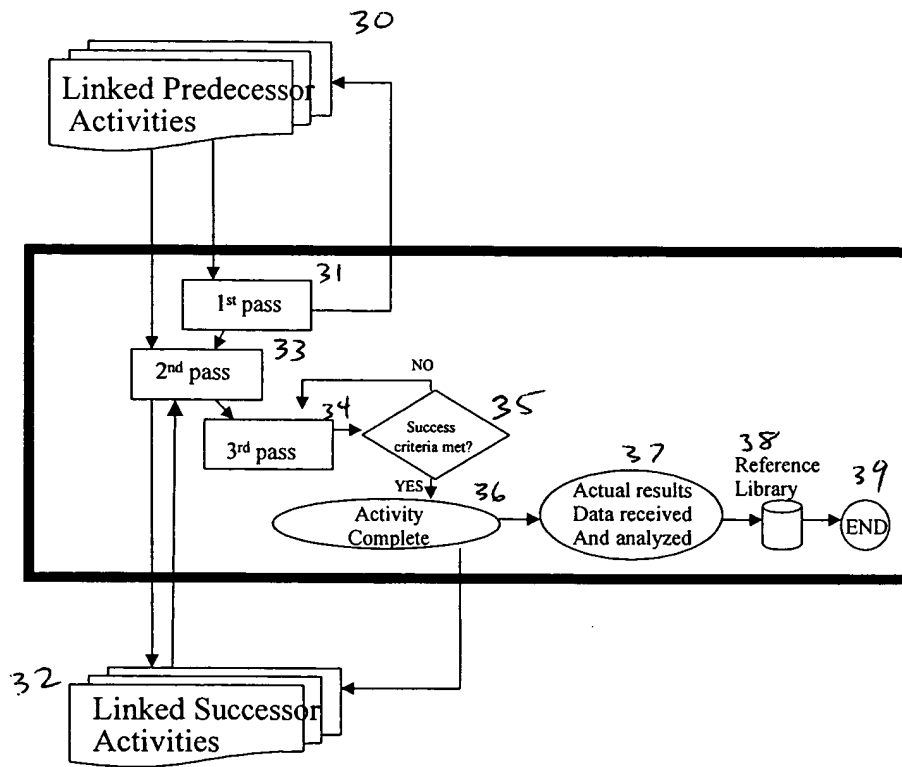 30
Linked Predecessor
Activities
31
1st pass
33
2nd pass
NO
34
35
Success
criteria met?
3rd pass
YES
36
Activity
Complete
37
Actual results
Data received
And analyzed
38
Reference
Library
39
END
32
Linked Successor
Activities